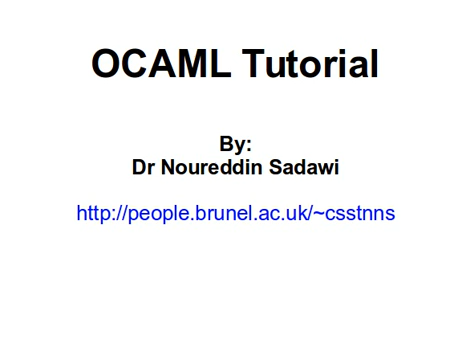 OCAML Tutorial
By:
Dr Noureddin Sadawi
http://people.brunel.ac.uk/~csstnns